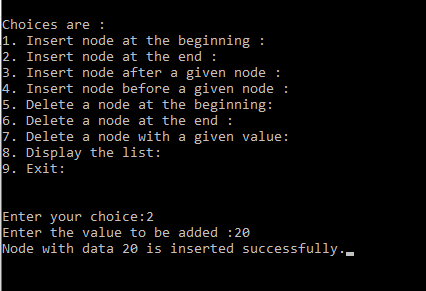 Choices are :
1. Insert node at the beginning :
2. Insert node at the end :
3. Insert node after a given node :
4. Insert node before a given node :
5. Delete a node at the beginning:
6. Delete a node at the end :
7. Delete a node with a given value:
8. Display the list:
9. Exit:
Enter your choice:2
Enter the value to be added :20
Node with data 20 is inserted successfully.